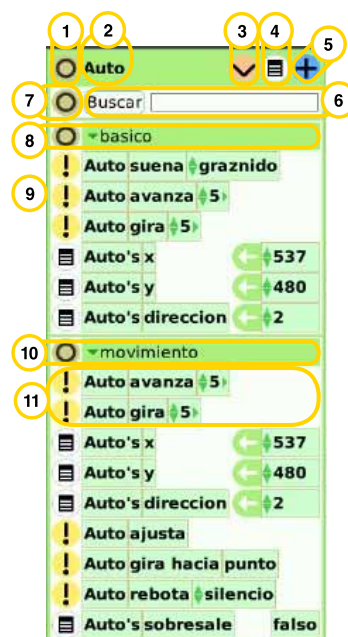 1 2 3 4 5
Auto
7 Buscar 6
8 basico
Auto suena graznido
9 Auto avanza 5
Auto gira 5
Auto's x 537
Auto's y 480
Auto's direccion 2
10 movimiento
Auto avanza 5
11 Auto gira 5
Auto's x 537
Auto's y 480
Auto's direccion 2
Auto ajusta
Auto gira hacia punto
Auto rebota silencio
Auto's sobresale falso